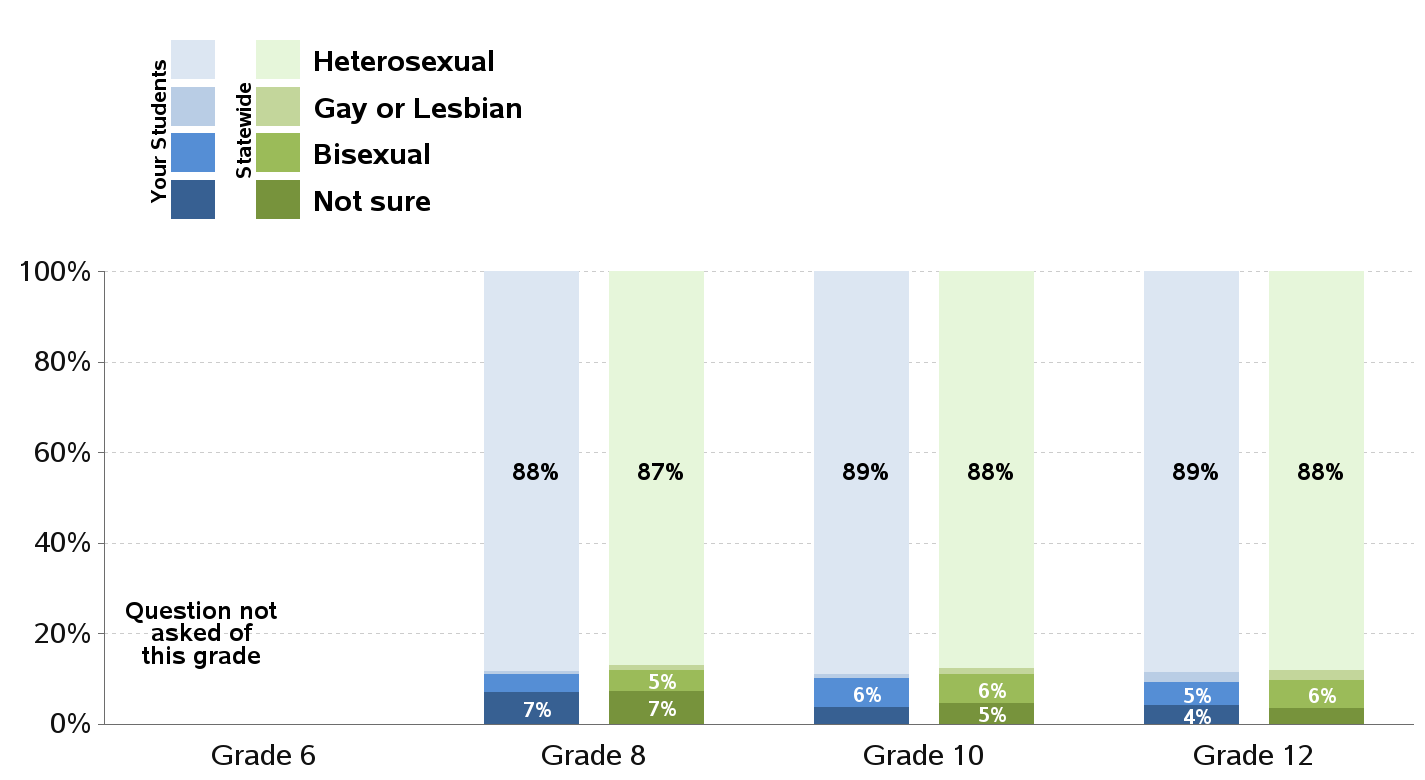 Your Students
Statewide
Heterosexual
Gay or Lesbian
Bisexual
Not sure
100%
80%
60%
40%
20%
0%
Question not
asked of
this grade
88%
7%
87%
5%
7%
89%
6%
88%
6%
5%
89%
5%
4%
88%
6%
Grade 6
Grade 8
Grade 10
Grade 12